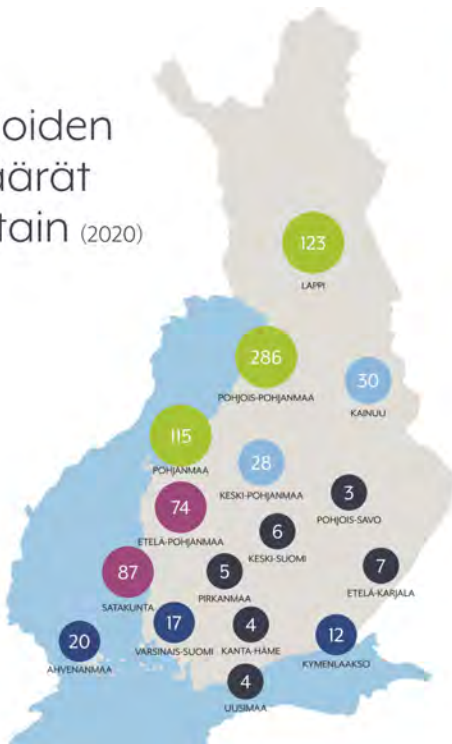 oiden
äärät
tain (2020)
123
LAPPI
286
POHJOIS-POHJANMAA
30
KAINUU
115
POHJANMAA
28
KESKI-POHJANMAA
3
POHJOIS-SAVO
74
ETELÄ-POHJANMAA
6
KESKI-SUOMI
87
SATAKUNTA
5
PIRKANMAA
7
ETELÄ-KARJALA
20
AHVENANMAA
17
VARSINAIS-SUOMI
4
KANTA-HÄME
12
KYMENLAAKSO
4
UUSIMAA